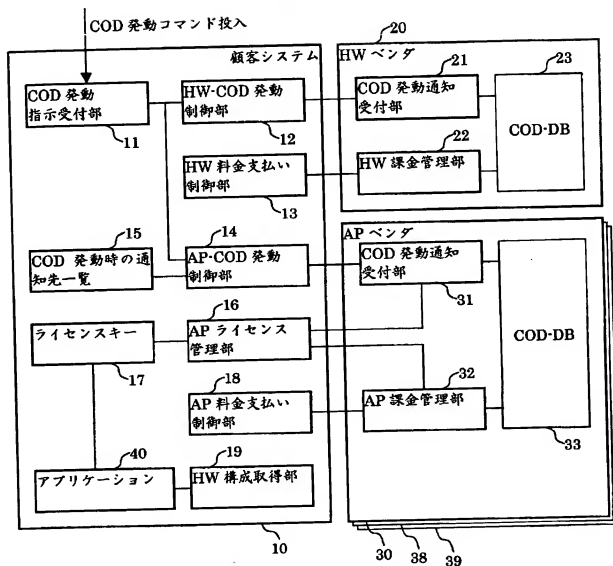 COD 発動コマンド投入
顧客システム
COD 発動
指示受付部
11
HW-COD 発動
制御部
12
HW 料金支払い
制御部
13
15
COD 発動時の通
知先一覧
14
AP-COD 発動
制御部
16
AP ライセンス
管理部
ライセンスキー
17
18
AP 料金支払い
制御部
40
アプリケーション
19
HW 構成取得部
10
20
HW ベンダ
21
COD 発動通知
受付部
22
HW 課金管理部
23
COD-DB
AP ベンダ
COD 発動通知
受付部
31
32
AP 課金管理部
COD-DB
33
30
38
39